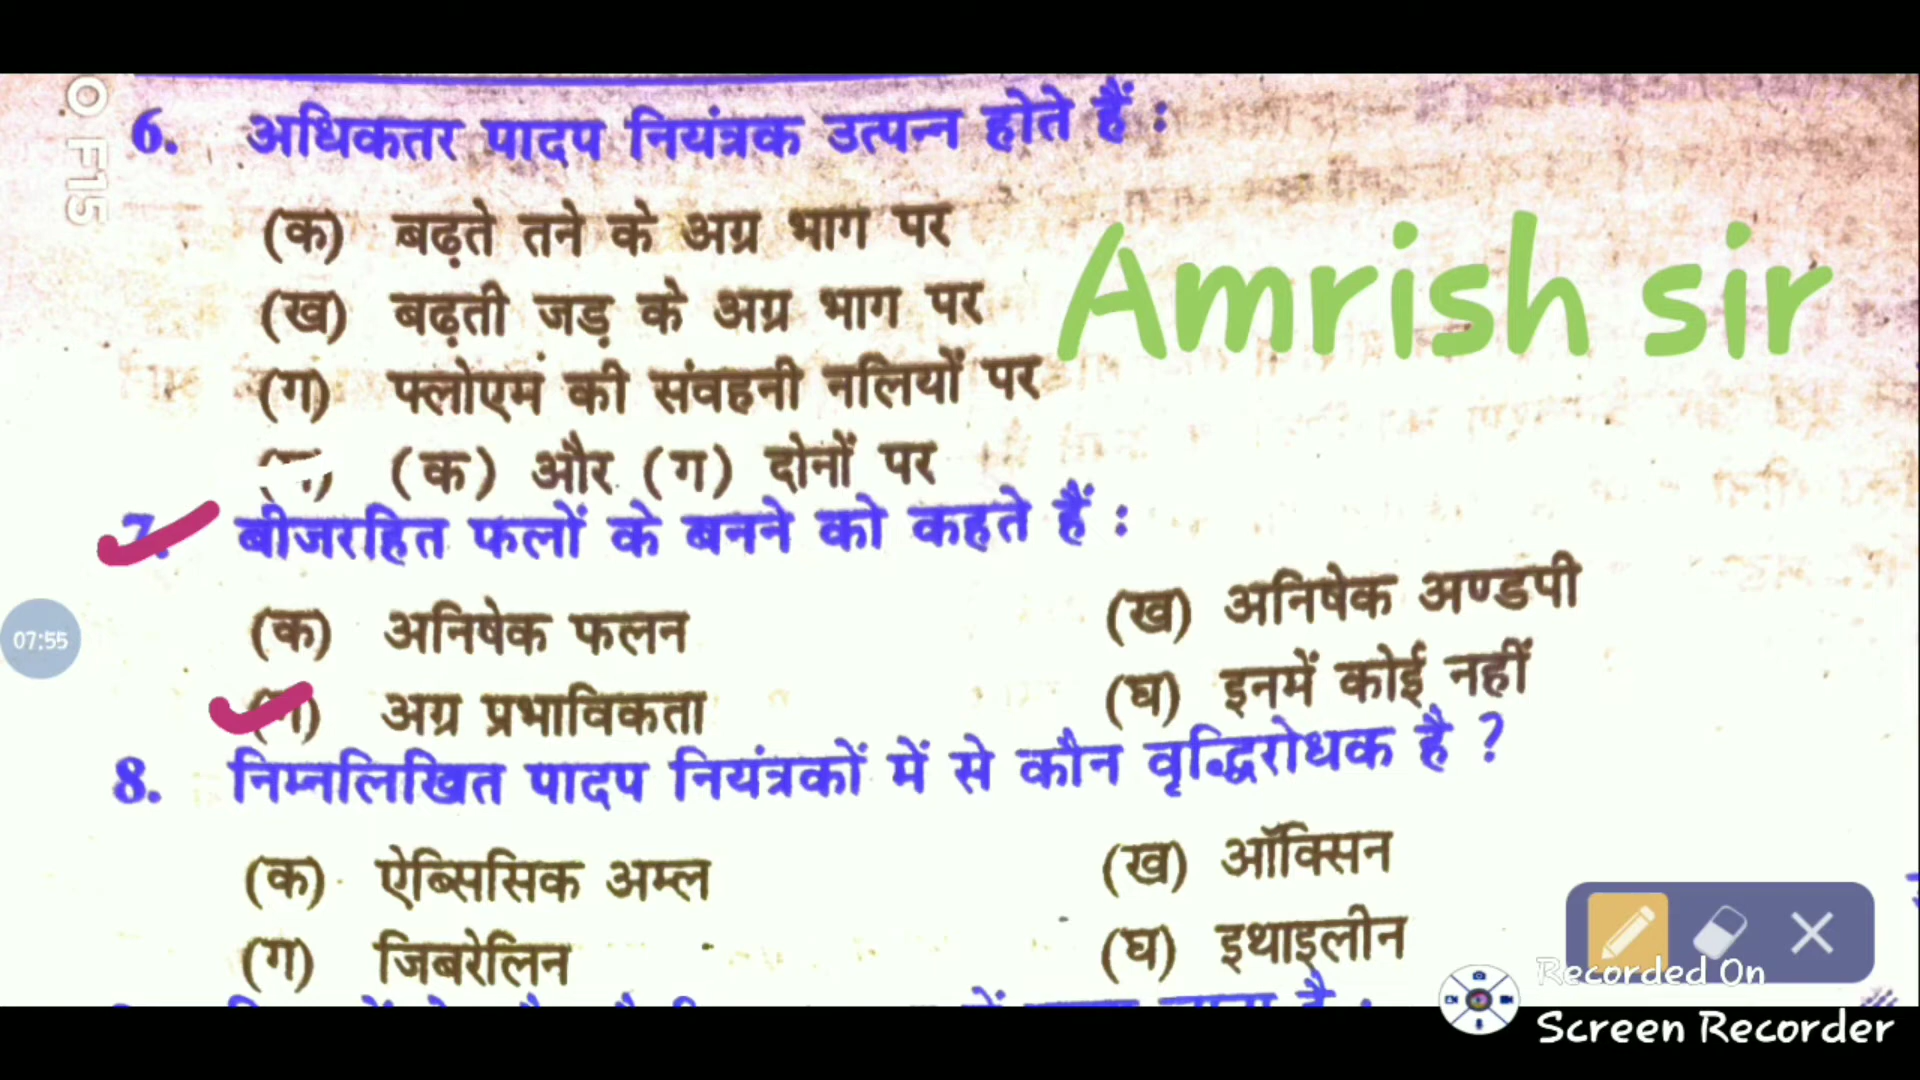 O F15
6. अधिकतर पादप नियंत्रक उत्पन्न होते हैं :
(क) बढ़ते तने के अग्र भाग पर
(ख) बढ़ती जड़ के अग्र भाग पर
(ग) फ्लोएम की संवहनी नलियों पर
(क) और (ग) दोनों पर
7. बीजरहित फलों के बनने को कहते हैं :
(क) अनिषेक फलन (ख) अनिषेक अण्डपी
(ग) अग्र प्रभाविकता (घ) इनमें कोई नहीं
8. निम्नलिखित पादप नियंत्रकों में से कौन वृद्धिरोधक है ?
(क) ऐब्सिसिक अम्ल (ख) ऑक्सिन
(ग) जिबरेलिन (घ) इथाइलीन
Amrish sir
07:55
Recorded On
Screen Recorder